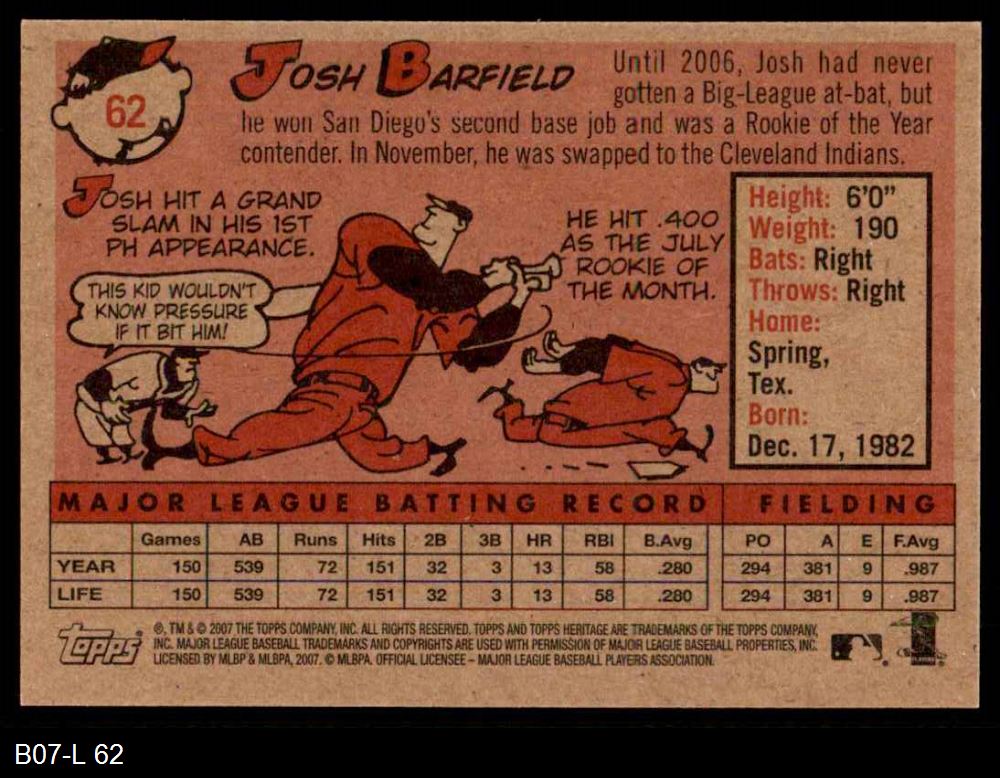 62
JOSH BARFIELD
Until 2006, Josh had never
gotten a Big-League at-bat, but
he won San Diego's second base job and was a Rookie of the Year
contender. In November, he was swapped to the Cleveland Indians.
JOSH HIT A GRAND
SLAM IN HIS 1ST
PH APPEARANCE.
THIS KID WOULDN'T
KNOW PRESSURE
IF IT BIT HIM!
HE HIT .400
AS THE JULY
ROOKIE OF
THE MONTH.
Height: 6'0"
Weight: 190
Bats: Right
Throws: Right
Home:
Spring,
Tex.
Born:
Dec. 17, 1982
MAJOR LEAGUE BATTING RECORD FIELDING
Games AB Runs Hits 2B 3B HR RBI B.Avg PO A E F.Avg
YEAR 150 539 72 151 32 3 13 58 .280 294 381 9 .987
LIFE 150 539 72 151 32 3 13 58 .280 294 381 9 .987
Topps
®, TM & © 2007 THE TOPPS COMPANY, INC. ALL RIGHTS RESERVED. TOPPS AND TOPPS HERITAGE ARE TRADEMARKS OF THE TOPPS COMPANY,
INC. MAJOR LEAGUE BASEBALL TRADEMARKS AND COPYRIGHTS ARE USED WITH PERMISSION OF MAJOR LEAGUE BASEBALL PROPERTIES, INC.
LICENSED BY MLBP & MLBPA, 2007. © MLBPA. OFFICIAL LICENSEE – MAJOR LEAGUE BASEBALL PLAYERS ASSOCIATION.
B07-L 62